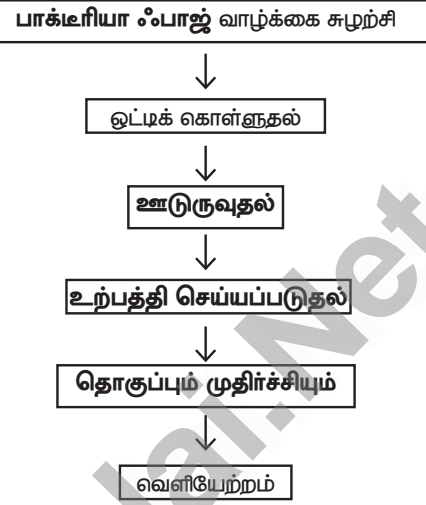 பாக்டீரியா ஃபாஜ் வாழ்க்கை சுழற்சி
ஒட்டிக் கொள்ளுதல்
ஊடுருவுதல்
உற்பத்தி செய்யப்படுதல்
தொகுப்பும் முதிர்ச்சியும்
வெளியேற்றம்